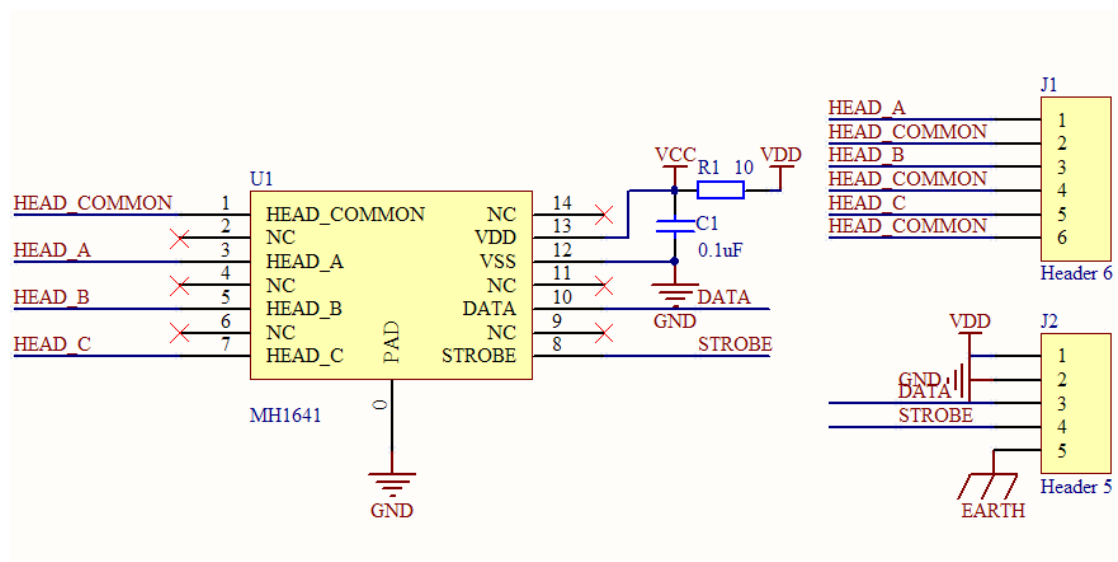 U1
HEAD_COMMON 1 HEAD_COMMON NC 14
2 NC VDD 13
HEAD_A 3 HEAD_A VSS 12
4 NC NC 11
HEAD_B 5 HEAD_B DATA 10 DATA
6 NC NC 9
HEAD_C 7 HEAD_C STROBE 8 STROBE
PAD
0
MH1641
GND
VCC R1 10 VDD
C1
0.1uF
GND
J1
HEAD_A 1
HEAD_COMMON 2
HEAD_B 3
HEAD_COMMON 4
HEAD_C 5
HEAD_COMMON 6
Header 6
VDD J2
1
GND 2
DATA 3
STROBE 4
5
Header 5
EARTH